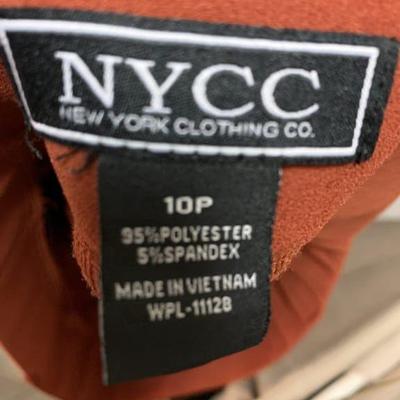 NYCC
NEW YORK CLOTHING CO.
10P
95%POLYESTER
5%SPANDEX
MADE IN VIETNAM
WPL-11128